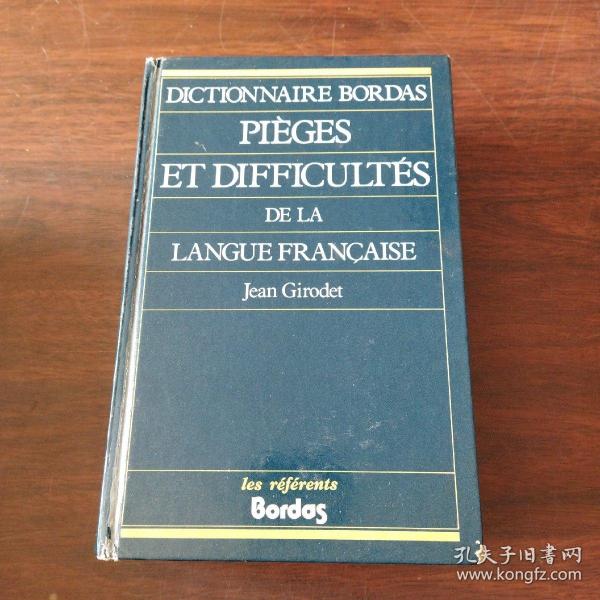 DICTIONNAIRE BORDAS
PIÈGES
ET DIFFICULTÉS
DE LA
LANGUE FRANÇAISE
Jean Girodet
les référents
Bordas
孔夫子旧書网
www.kongfz.com